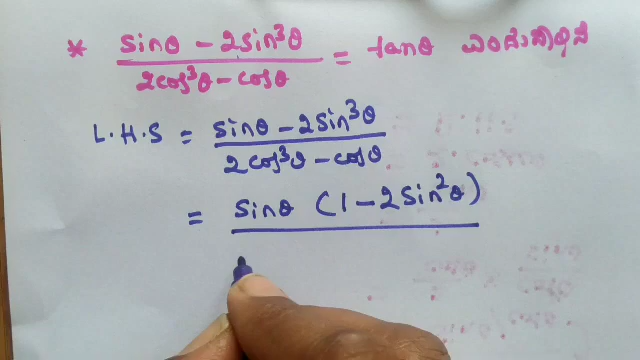 * sinθ - 2sin³θ / 2cos³θ - cosθ = tanθ ಎಂದು ಸಾಧಿಸಿ
L.H.S = sinθ - 2sin³θ / 2cos³θ - cosθ
= sinθ (1 - 2sin²θ)